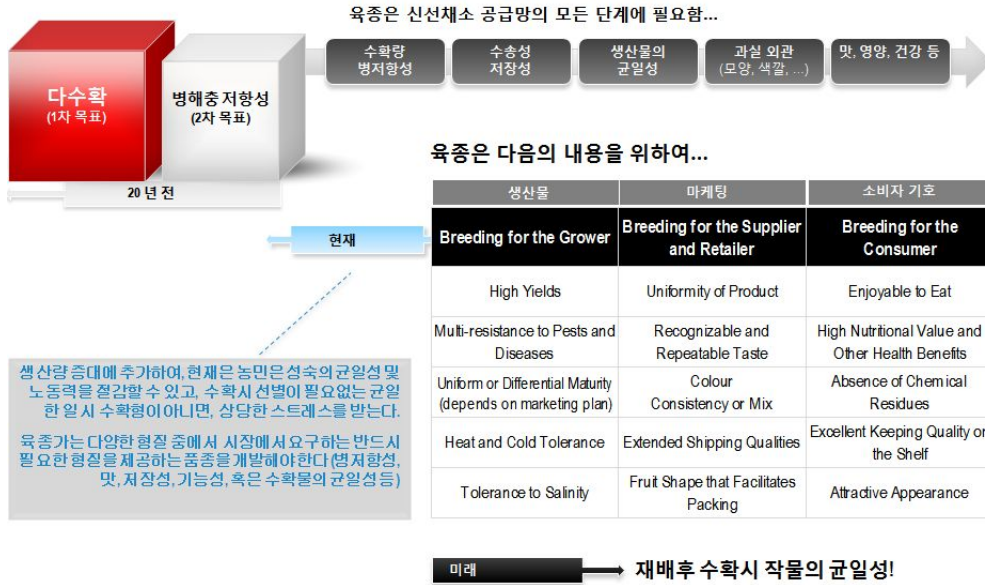 육종은 신선채소 공급망의 모든 단계에 필요함...
수확량
병저항성
수송성
저장성
생산물의
균일성
과실 외관
(모양, 색깔, ...)
맛, 영양, 건강 등
다수확
(1차 목표)
병해충 저항성
(2차 목표)
20 년 전
현재
육종은 다음의 내용을 위하여...
생산물
마케팅
소비자 기호
Breeding for the Grower
Breeding for the Supplier
and Retailer
Breeding for the
Consumer
High Yields
Uniformity of Product
Enjoyable to Eat
Multi-resistance to Pests and
Diseases
Recognizable and
Repeatable Taste
High Nutritional Value and
Other Health Benefits
Uniform or Differential Maturity
(depends on marketing plan)
Colour
Consistency or Mix
Absence of Chemical
Residues
Heat and Cold Tolerance
Extended Shipping Qualities
Excellent Keeping Quality on
the Shelf
Tolerance to Salinity
Fruit Shape that Facilitates
Packing
Attractive Appearance
생산량 증대에 추가하여, 현재은 농민은 성숙의 균일성 및
노동력을 절감할 수 있고, 수확시 선별이 필요없는 균일
한 일시 수확형이 아니면, 상당한 스트레스를 받는다.
육종가는 다양한 형질 중에서 시장에서 요구하는 반드시
필요한 형질을 제공하는 품종을 개발해야한다 (병저항성,
맛, 저장성, 기능성, 혹은 수확물의 균일성 등)
미래
재배후 수확시 작물의 균일성!